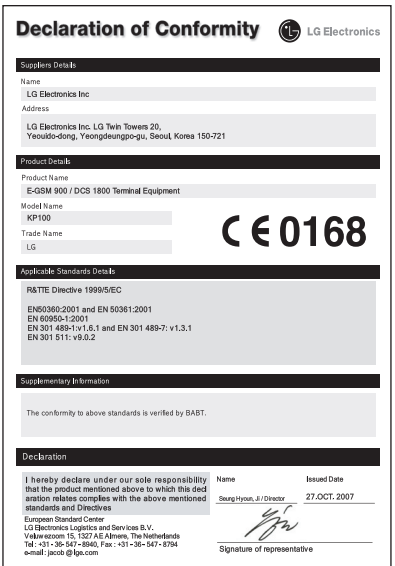 Declaration of Conformity
LG Electronics
Suppliers Details
Name
LG Electronics Inc
Address
LG Electronics Inc. LG Twin Towers 20,
Yeouido-dong, Yeongdeungpo-gu, Seoul, Korea 150-721
Product Details
Product Name
E-GSM 900 / DCS 1800 Terminal Equipment
Model Name
KP100
Trade Name
LG
CE 0168
Applicable Standards Details
R&TTE Directive 1999/5/EC
EN50360:2001 and EN 50361:2001
EN 60950-1:2001
EN 301 489-1:v1.6.1 and EN 301 489-7: v1.3.1
EN 301 511: v9.0.2
Supplementary Information
The conformity to above standards is verified by BABT.
Declaration
I hereby declare under our sole responsibility
that the product mentioned above to which this decl
aration relates complies with the above mentioned
standards and Directives
European Standard Center
LG Electronics Logistics and Services B.V.
Veluwezoom 15, 1327 AE Almere, The Netherlands
Tel : +31 - 36- 547 - 8940, Fax : +31 - 36- 547 - 8794
e-mail : jacob @ lge.com
Name
Issued Date
Seung Hyoun, Ji / Director
27.OCT. 2007
Signature of representative